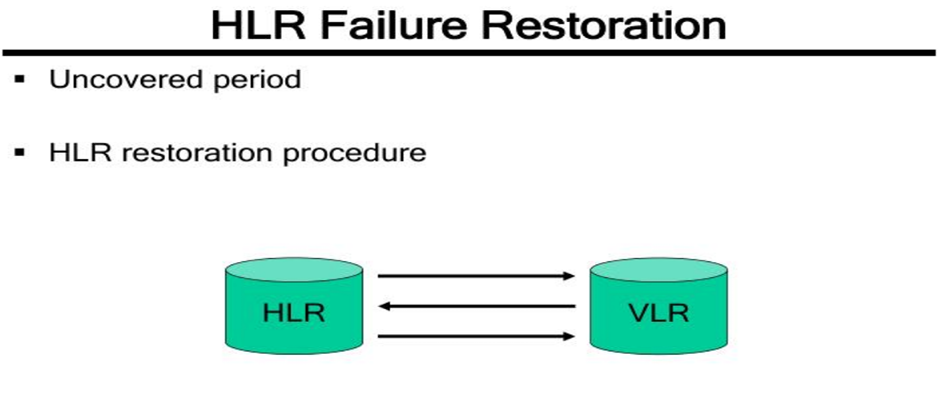 HLR Failure Restoration
▪ Uncovered period
▪ HLR restoration procedure
HLR
VLR